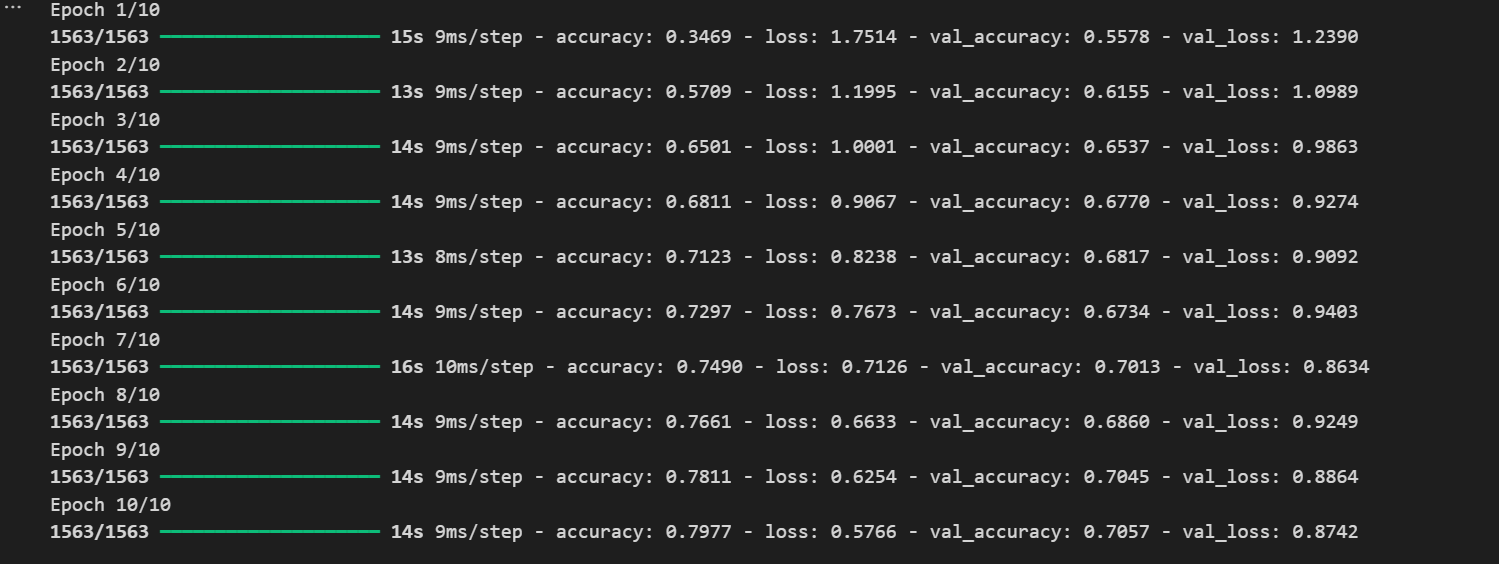 Epoch 1/10
1563/1563 15s 9ms/step - accuracy: 0.3469 - loss: 1.7514 - val_accuracy: 0.5578 - val_loss: 1.2390
Epoch 2/10
1563/1563 13s 9ms/step - accuracy: 0.5709 - loss: 1.1995 - val_accuracy: 0.6155 - val_loss: 1.0989
Epoch 3/10
1563/1563 14s 9ms/step - accuracy: 0.6501 - loss: 1.0001 - val_accuracy: 0.6537 - val_loss: 0.9863
Epoch 4/10
1563/1563 14s 9ms/step - accuracy: 0.6811 - loss: 0.9067 - val_accuracy: 0.6770 - val_loss: 0.9274
Epoch 5/10
1563/1563 13s 8ms/step - accuracy: 0.7123 - loss: 0.8238 - val_accuracy: 0.6817 - val_loss: 0.9092
Epoch 6/10
1563/1563 14s 9ms/step - accuracy: 0.7297 - loss: 0.7673 - val_accuracy: 0.6734 - val_loss: 0.9403
Epoch 7/10
1563/1563 16s 10ms/step - accuracy: 0.7490 - loss: 0.7126 - val_accuracy: 0.7013 - val_loss: 0.8634
Epoch 8/10
1563/1563 14s 9ms/step - accuracy: 0.7661 - loss: 0.6633 - val_accuracy: 0.6860 - val_loss: 0.9249
Epoch 9/10
1563/1563 14s 9ms/step - accuracy: 0.7811 - loss: 0.6254 - val_accuracy: 0.7045 - val_loss: 0.8864
Epoch 10/10
1563/1563 14s 9ms/step - accuracy: 0.7977 - loss: 0.5766 - val_accuracy: 0.7057 - val_loss: 0.8742